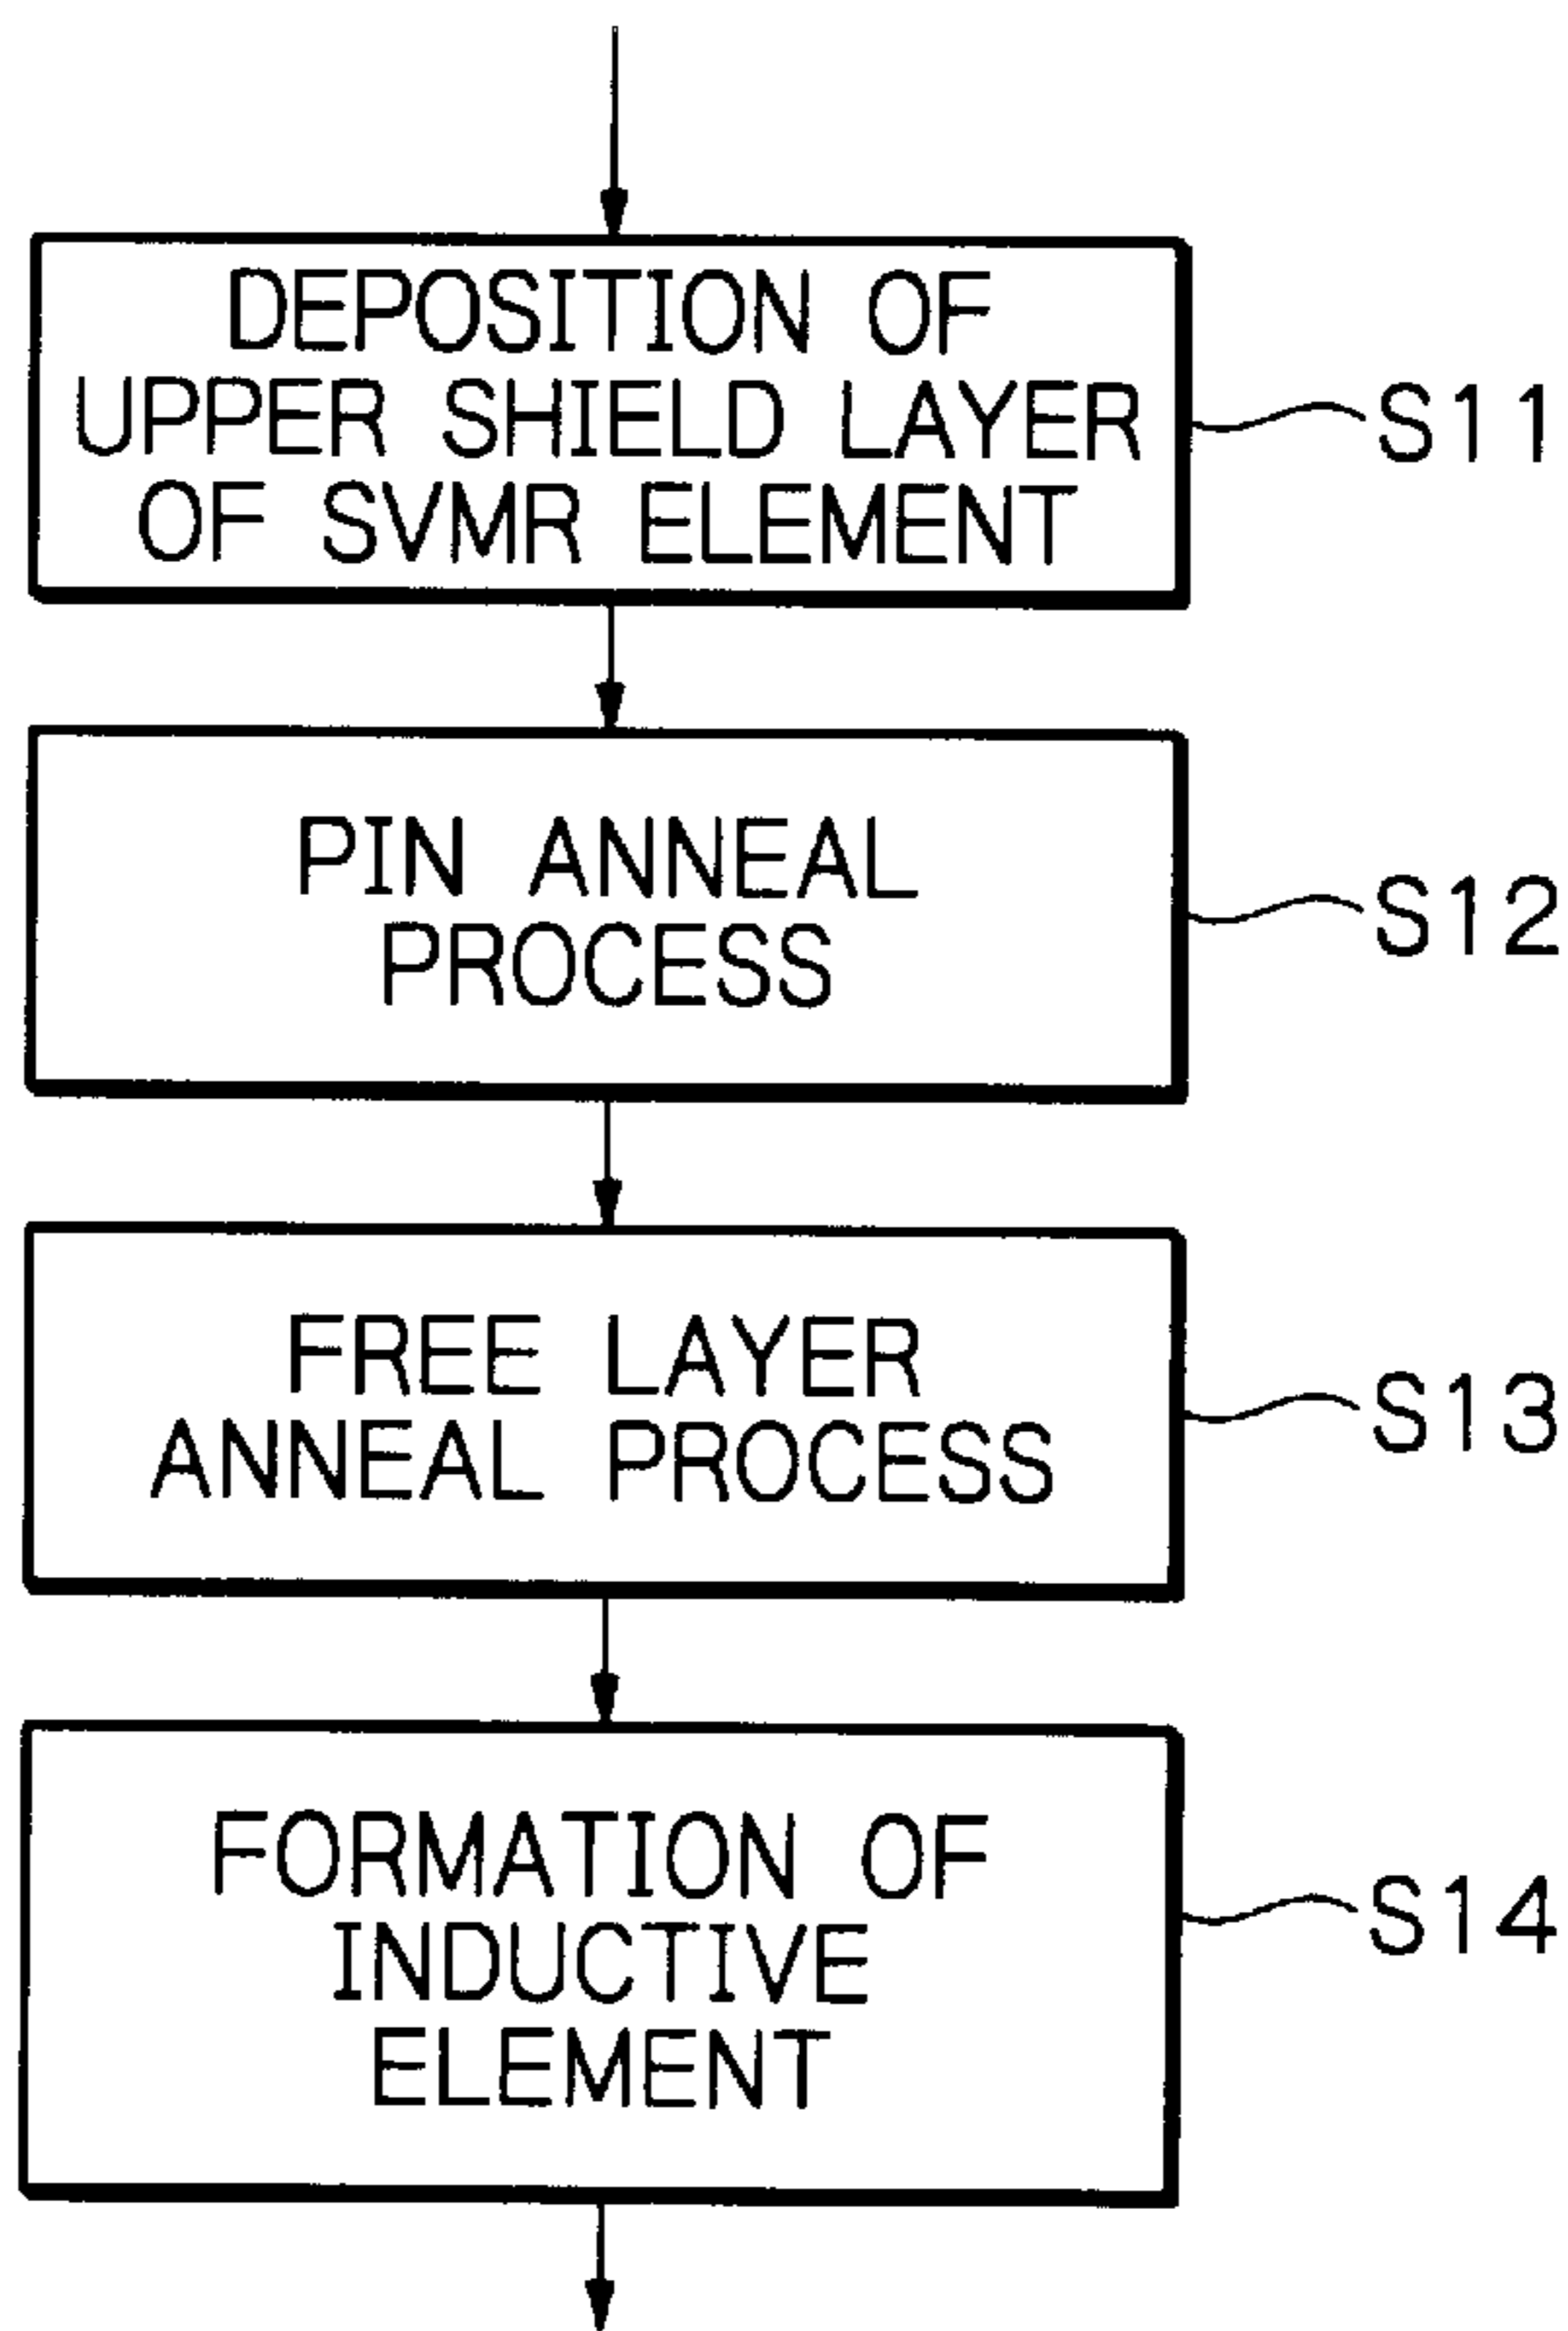 DEPOSITION OF
UPPER SHIELD LAYER
OF SVMR ELEMENT
S11
PIN ANNEAL
PROCESS
S12
FREE LAYER
ANNEAL PROCESS
S13
FORMATION OF
INDUCTIVE
ELEMENT
S14